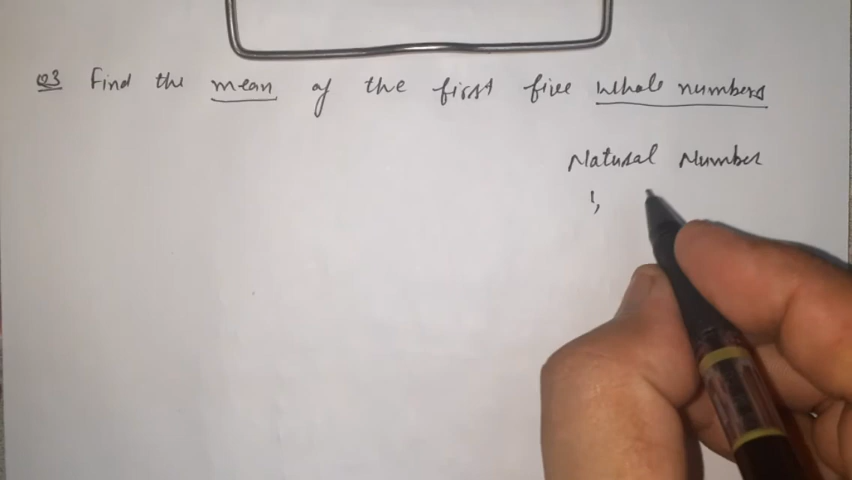 Q3 Find the mean of the first five whole numbers
Natural Number
1,